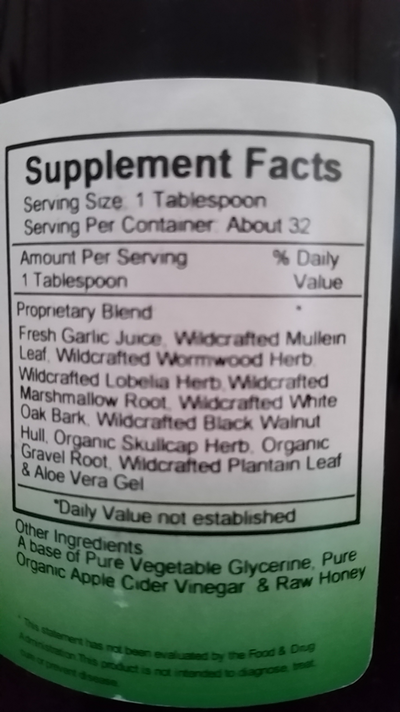 Supplement Facts
Serving Size: 1 Tablespoon
Serving Per Container: About 32
Amount Per Serving % Daily
1 Tablespoon Value
Proprietary Blend *
Fresh Garlic Juice, Wildcrafted Mullein
Leaf, Wildcrafted Wormwood Herb,
Wildcrafted Lobelia Herb, Wildcrafted
Marshmallow Root, Wildcrafted White
Oak Bark, Wildcrafted Black Walnut
Hull, Organic Skullcap Herb, Organic
Gravel Root, Wildcrafted Plantain Leaf
& Aloe Vera Gel
*Daily Value not established
Other Ingredients
A base of Pure Vegetable Glycerine, Pure
Organic Apple Cider Vinegar & Raw Honey
*This statement has not been evaluated by the Food & Drug
Administration This product is not intended to diagnose, treat,
cure or prevent disease.